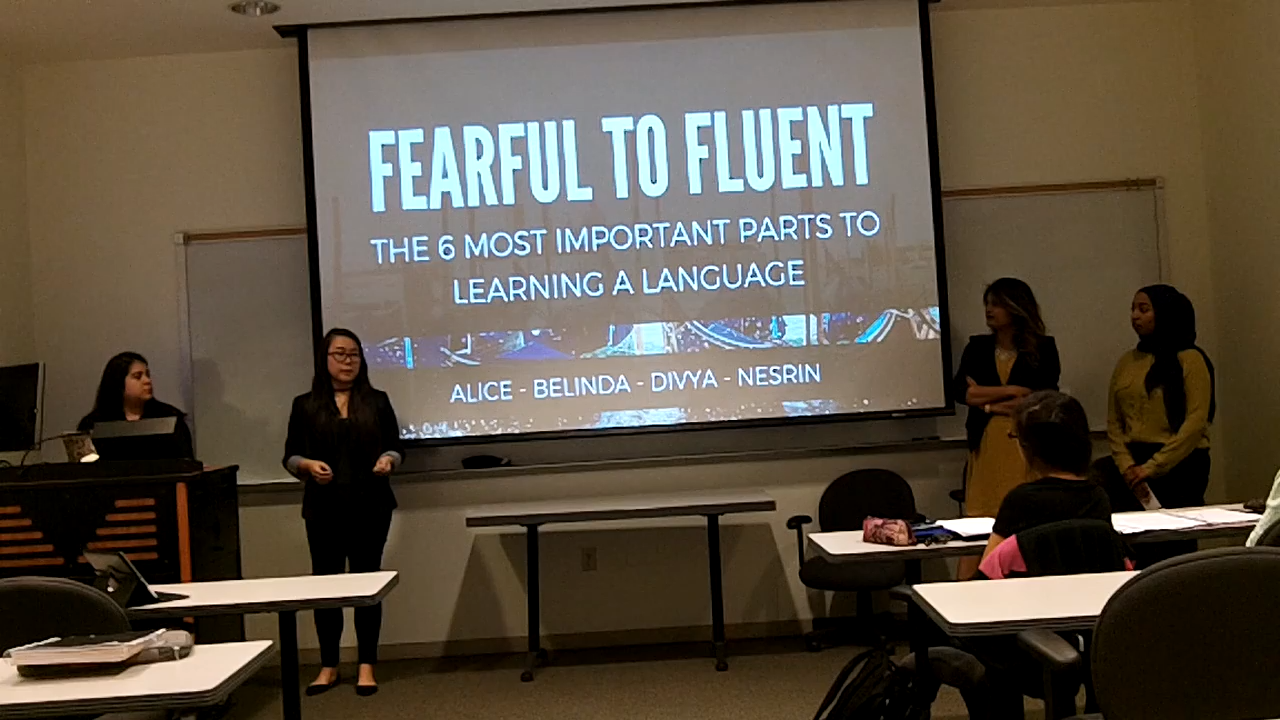 FEARFUL TO FLUENT
THE 6 MOST IMPORTANT PARTS TO
LEARNING A LANGUAGE
ALICE - BELINDA - DIVYA - NESRIN